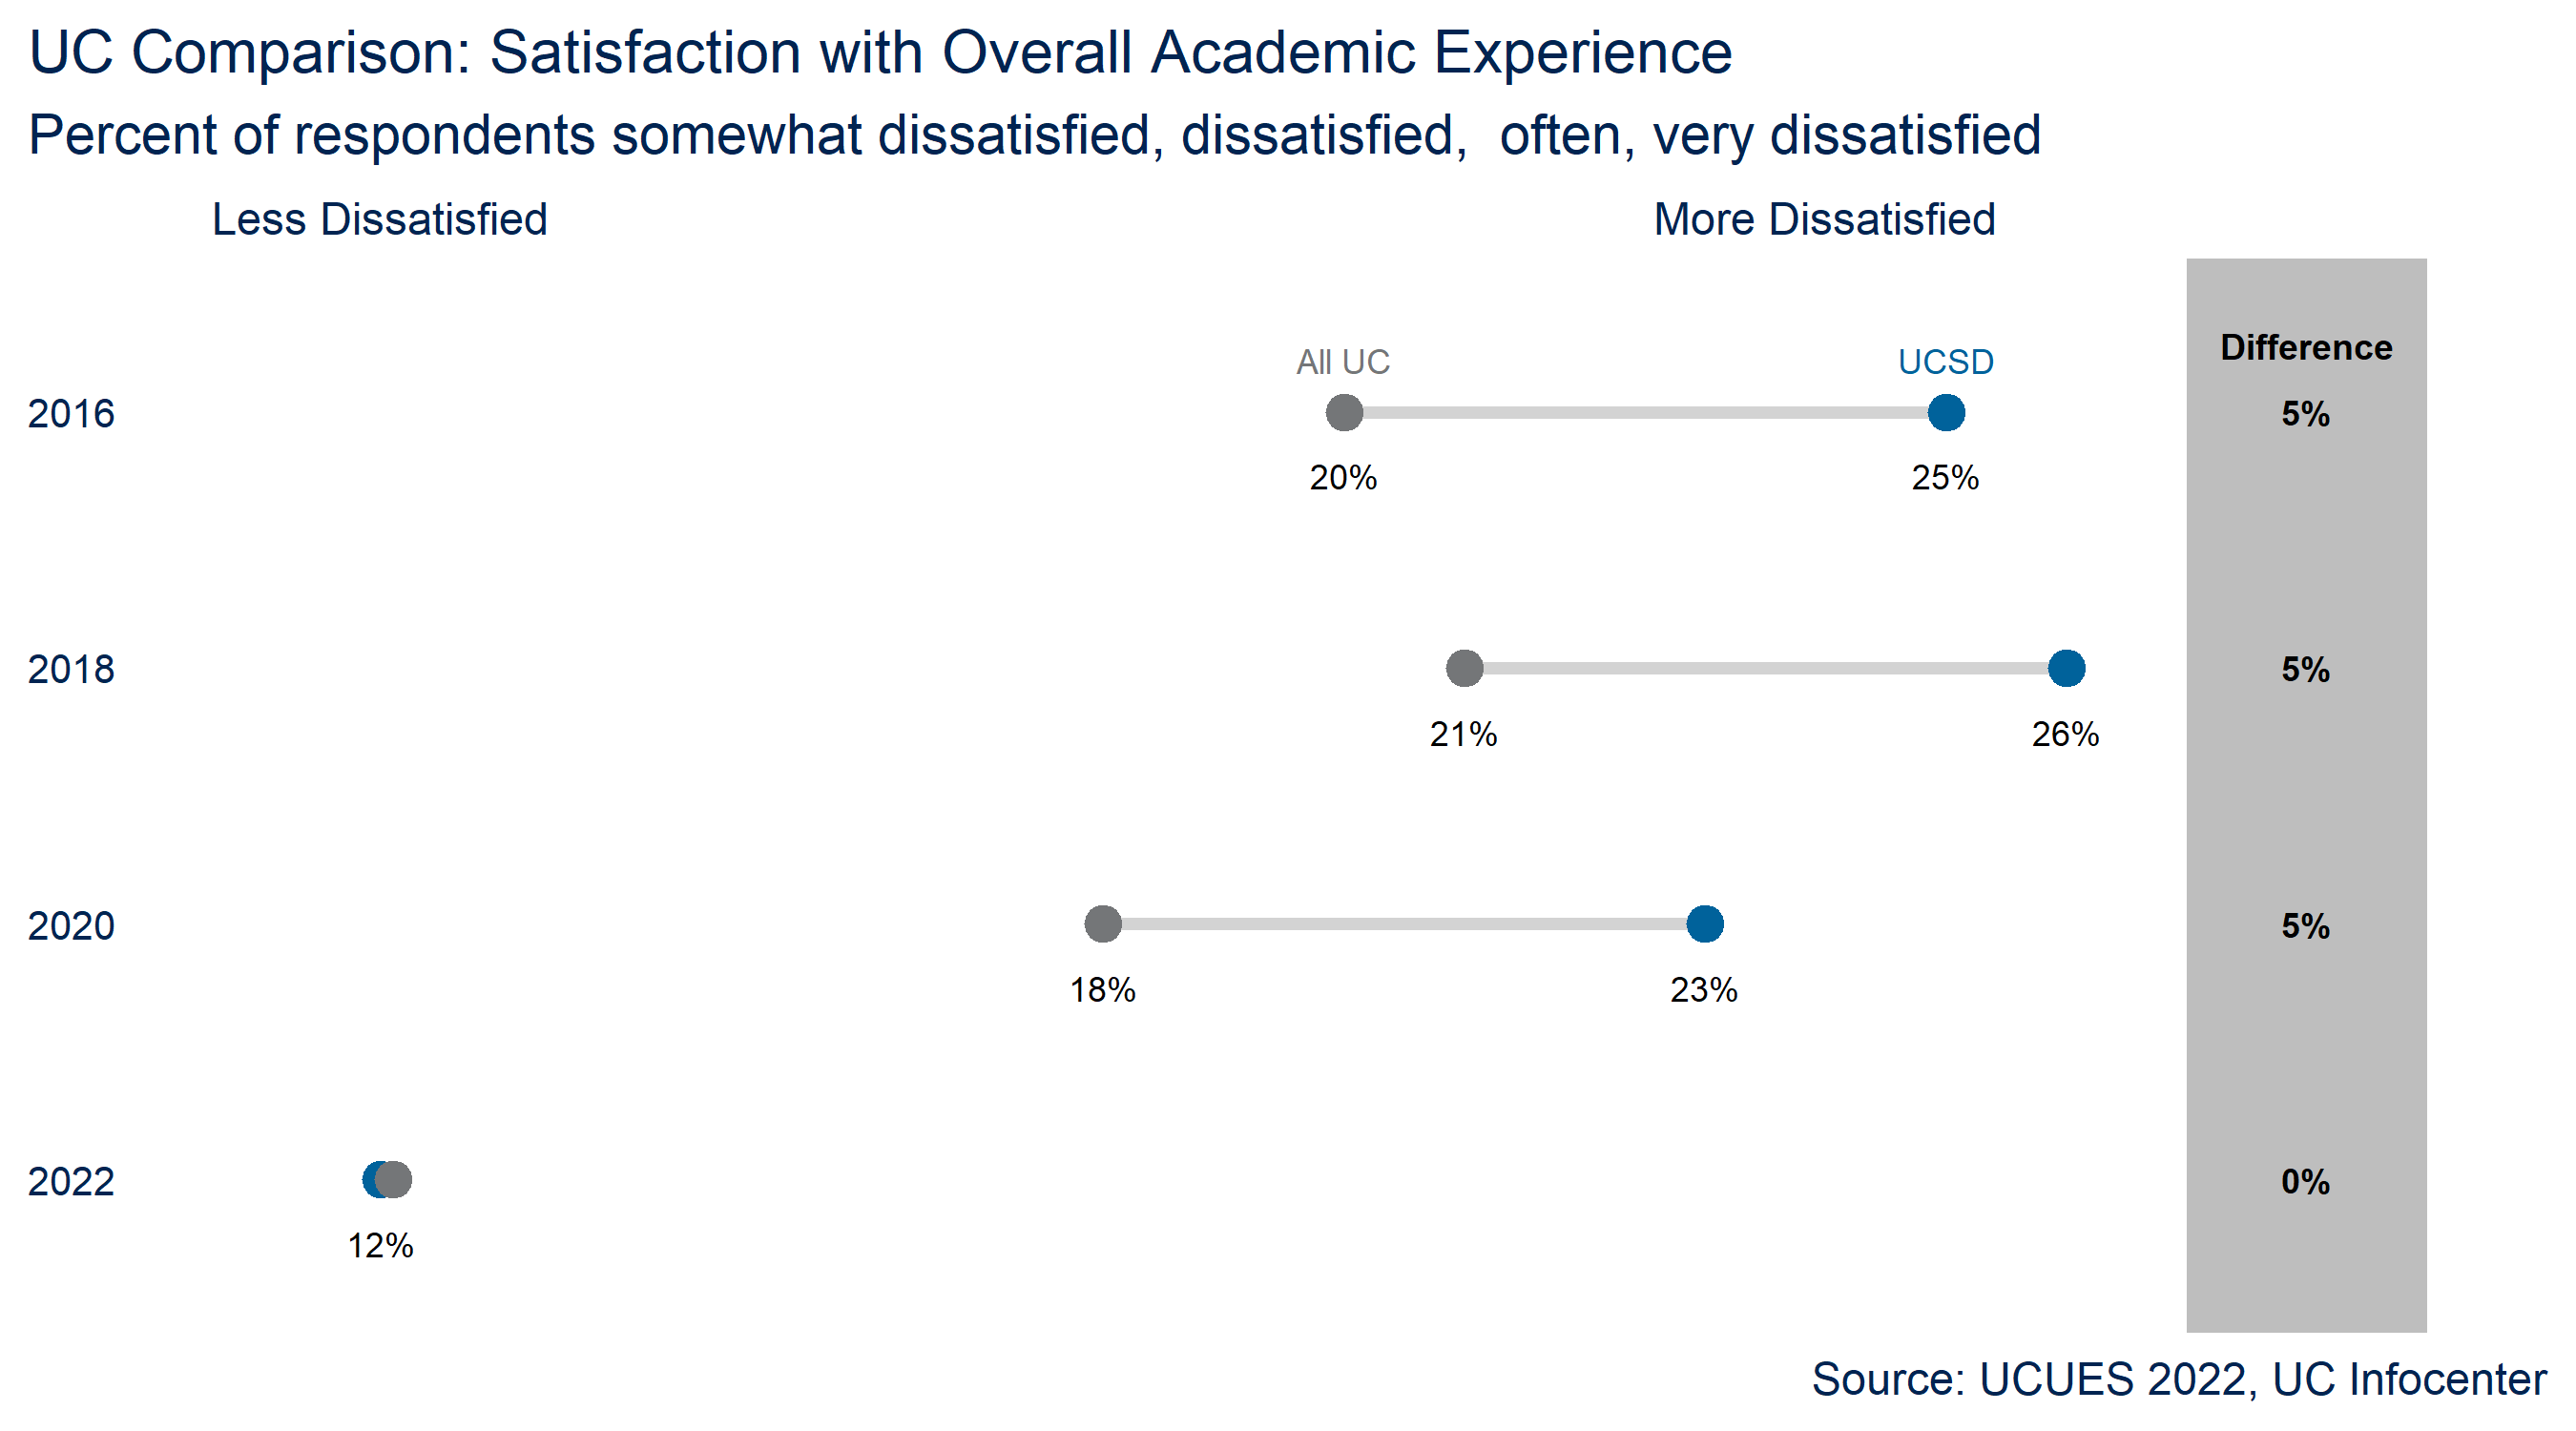 UC Comparison: Satisfaction with Overall Academic Experience
Percent of respondents somewhat dissatisfied, dissatisfied,  often, very dissatisfied
Less Dissatisfied More Dissatisfied
Difference
All UC UCSD
2016 5%
20% 25%
2018 5%
21% 26%
2020 5%
18% 23%
2022 0%
12%
Source: UCUES 2022, UC Infocenter